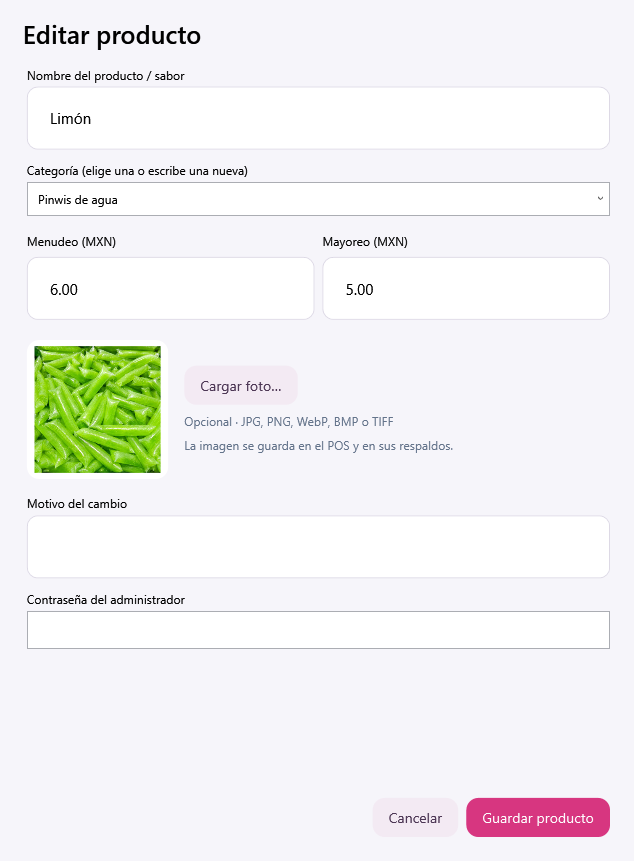 Editar producto
Nombre del producto / sabor
Limón
Categoría (elige una o escribe una nueva)
Pinwis de agua
Menudeo (MXN)
Mayoreo (MXN)
6.00
5.00
Cargar foto...
Opcional · JPG, PNG, WebP, BMP o TIFF
La imagen se guarda en el POS y en sus respaldos.
Motivo del cambio
Contraseña del administrador
Cancelar
Guardar producto